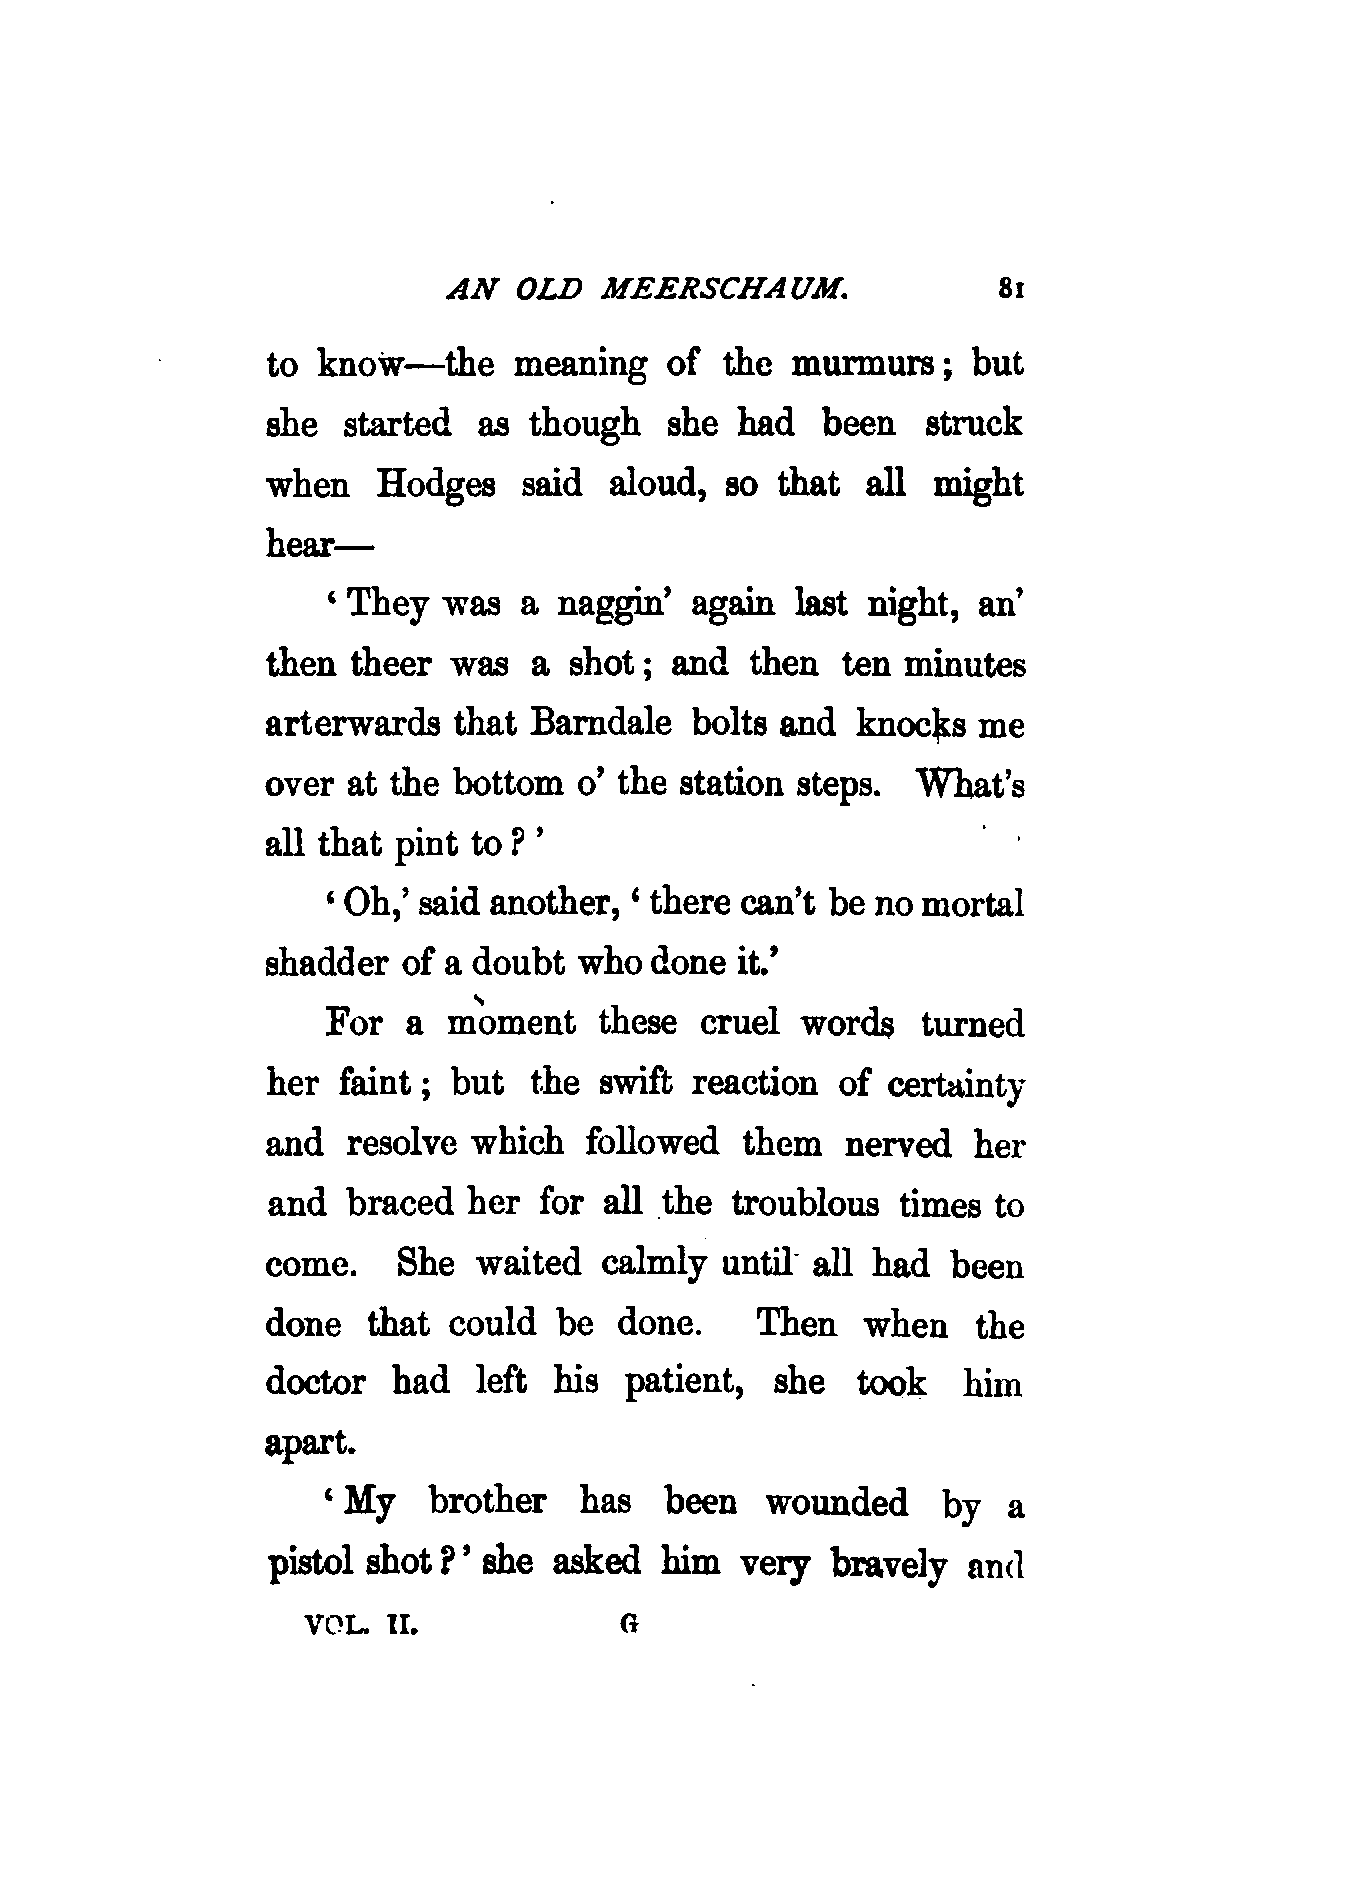 AN OLD MEERSCHAUM. 81
to know—the meaning of the murmurs; but
she started as though she had been struck
when Hodges said aloud, so that all might
hear—
‘They was a naggin’ again last night, an’
then theer was a shot; and then ten minutes
arterwards that Barndale bolts and knocks me
over at the bottom o’ the station steps. What’s
all that pint to?’
‘Oh,’ said another, ‘there can’t be no mortal
shadder of a doubt who done it.’
For a moment these cruel words turned
her faint; but the swift reaction of certainty
and resolve which followed them nerved her
and braced her for all the troublous times to
come. She waited calmly until all had been
done that could be done. Then when the
doctor had left his patient, she took him
apart.
‘My brother has been wounded by a
pistol shot?’ she asked him very bravely and
VOL. II. G